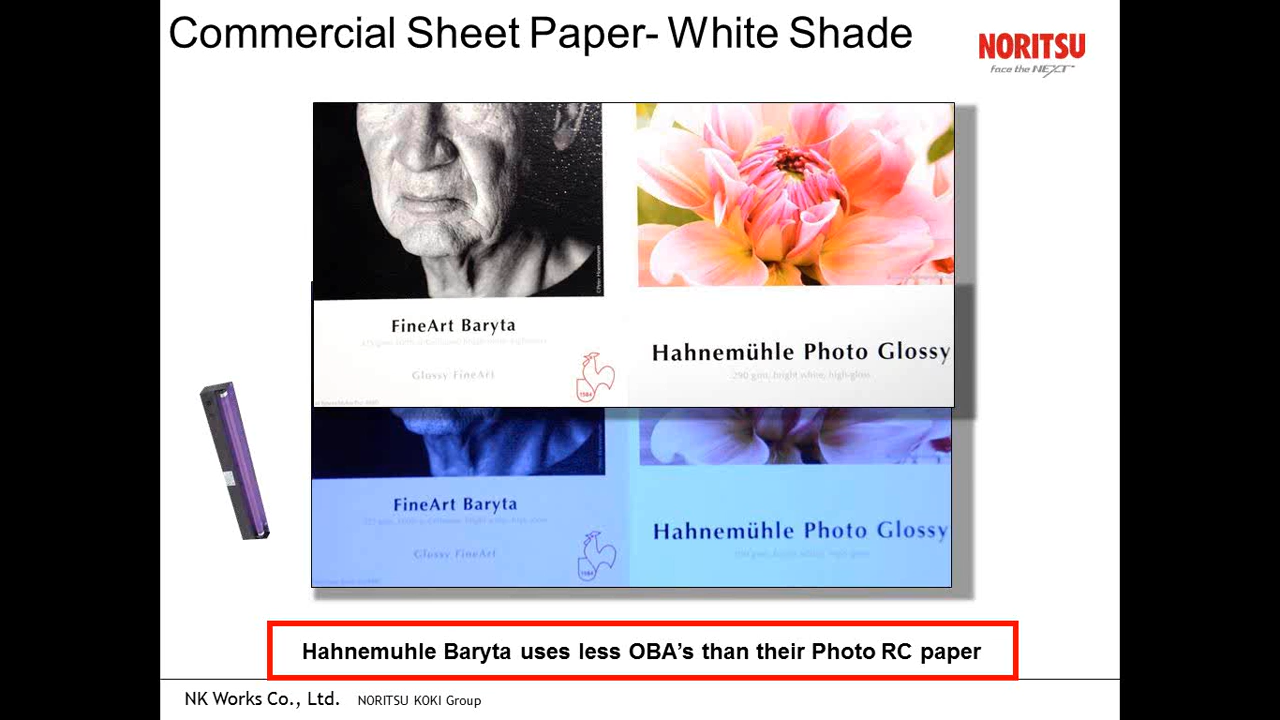 Commercial Sheet Paper- White Shade
NORITSU
face the NEXT
FineArt Baryta
Glossy FineArt
1584
Hahnemühle Photo Glossy
290 gsm, bright white, high-gloss
FineArt Baryta
Glossy FineArt
1584
Hahnemühle Photo Glossy
Hahnemuhle Baryta uses less OBA’s than their Photo RC paper
NK Works Co., Ltd. NORITSU KOKI Group